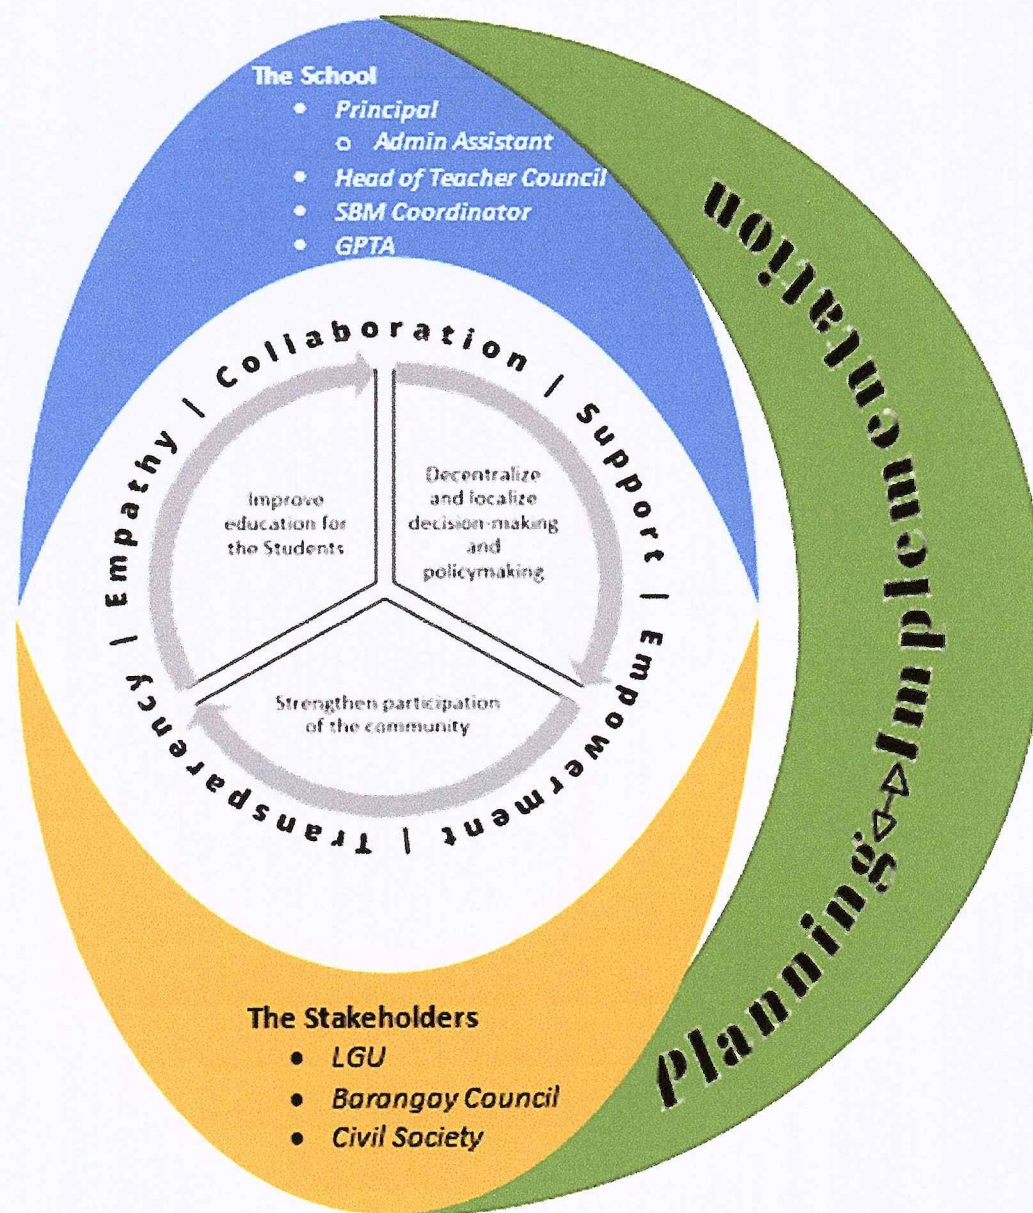 The School
• Principal
o Admin Assistant
• Head of Teacher Council
• SBM Coordinator
• GPTA
Empathy | Collaboration | Support | Empowerment | Transparency |
Improve
education for
the Students
Decentralize
and localize
decision-making
and
policymaking
Strengthen participation
of the community
The Stakeholders
• LGU
• Barangay Council
• Civil Society
Planning◁-▷Implementation